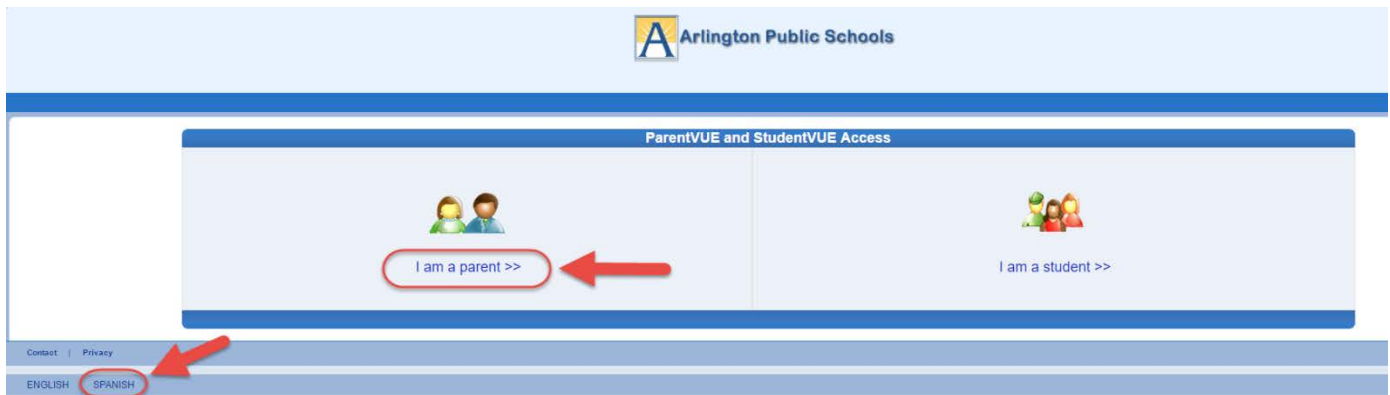 A Arlington Public Schools
ParentVUE and StudentVUE Access
I am a parent >>
I am a student >>
Contact | Privacy
ENGLISH SPANISH